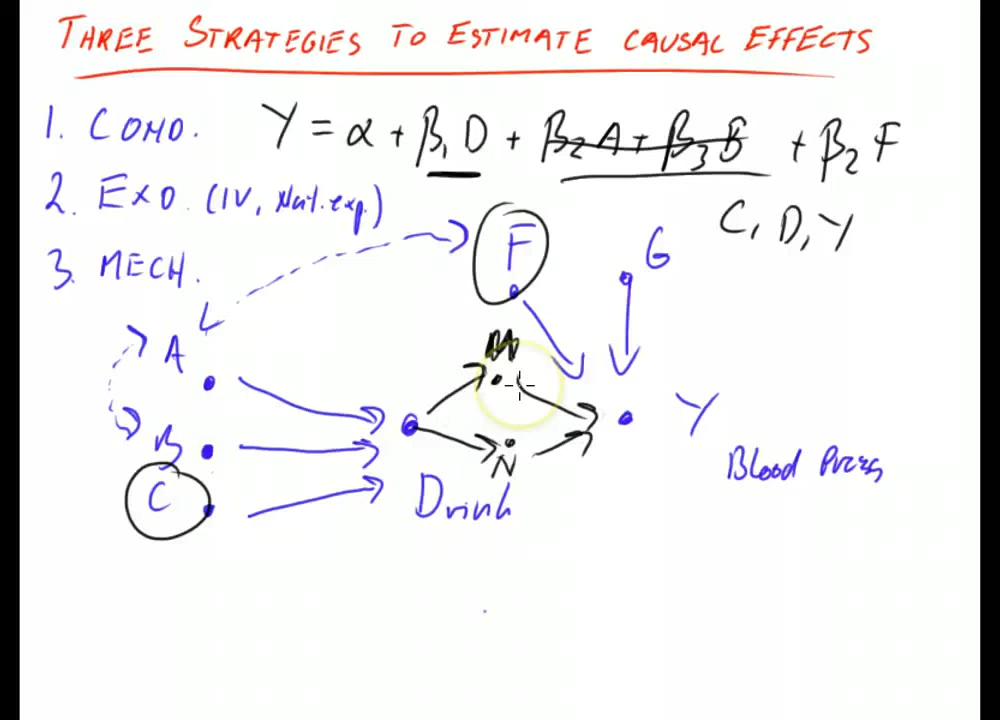 THREE STRATEGIES TO ESTIMATE CAUSAL EFFECTS
1. COND. Y = α + β₁ D + β₂ A + β₃ B + β₂ F
2. EXO. (IV, Nat. exp.) C, D, Y
3. MECH. F G
A M
B Y
C N Blood Press
Drink